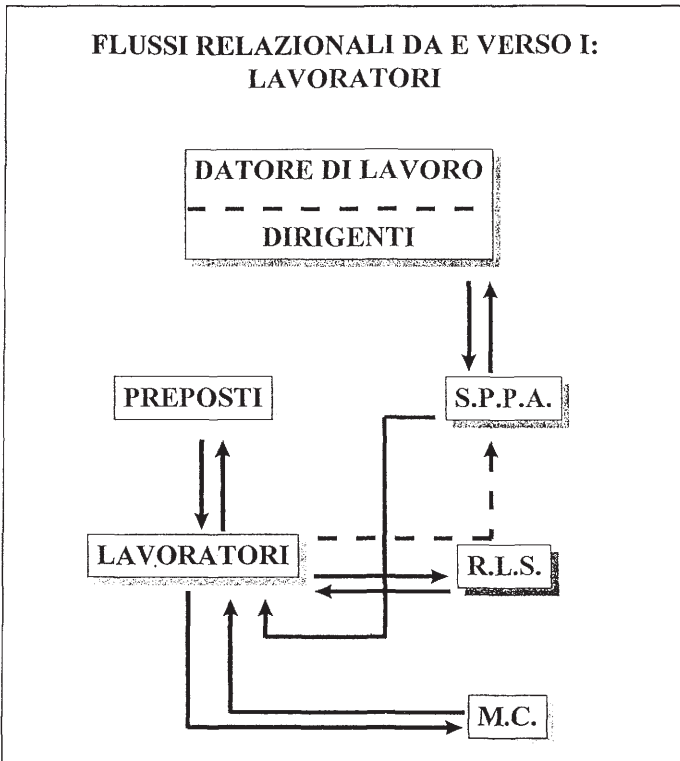 FLUSSI RELAZIONALI DA E VERSO I:
LAVORATORI
DATORE DI LAVORO
DIRIGENTI
PREPOSTI
S.P.P.A.
LAVORATORI
R.L.S.
M.C.